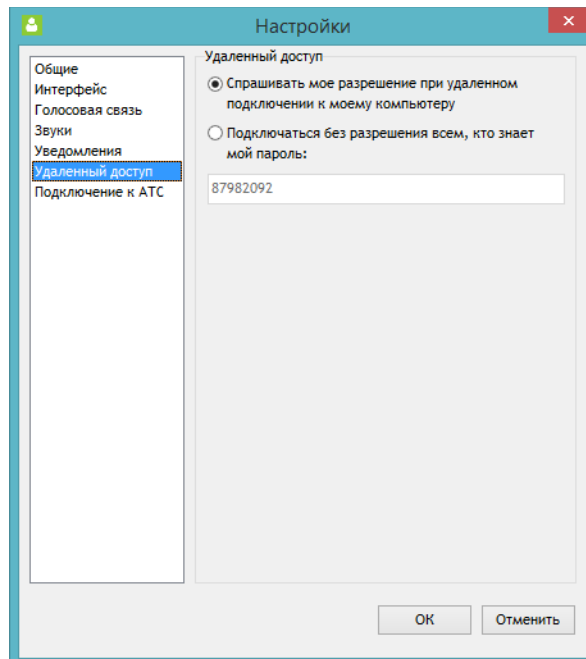 Настройки
Общие
Интерфейс
Голосовая связь
Звуки
Уведомления
Удаленный доступ
Подключение к АТС
Удаленный доступ
Спрашивать мое разрешение при удаленном
подключении к моему компьютеру
Подключаться без разрешения всем, кто знает
мой пароль:
87982092
ОК
Отменить